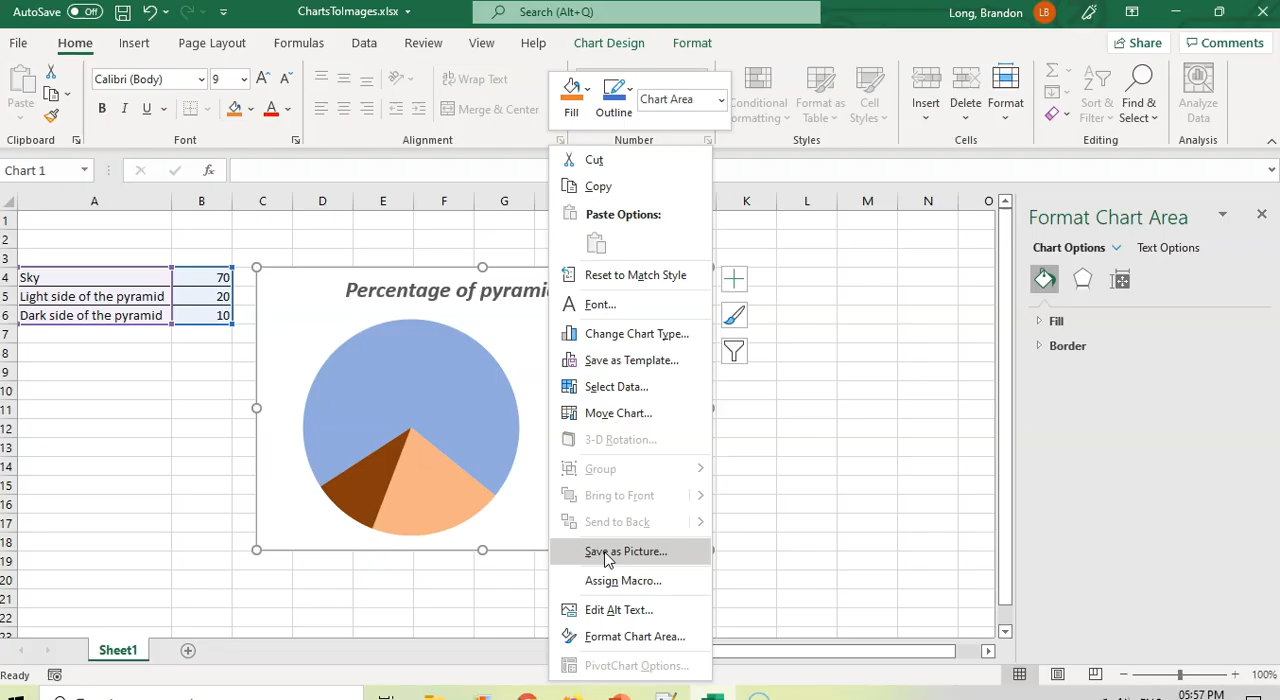 AutoSave Off ChartsToImages.xlsx Search (Alt+Q) Long, Brandon LB
File Home Insert Page Layout Formulas Data Review View Help Chart Design Format Share Comments
Paste
Clipboard
Calibri (Body) 9 A A
B I U A
Font
ab Wrap Text
Merge & Center
Alignment
Number
Conditional Formatting
Format as Table
Cell Styles
Styles
Insert Delete Format
Cells
Sort & Filter
Find & Select
Editing
Analyze Data
Analysis
Fill Outline Chart Area
Chart 1 fx
A B C D E F G K L M N O
1
2
3
4 Sky 70
5 Light side of the pyramid 20
6 Dark side of the pyramid 10
7
8
9
10
11
12
13
14
15
16
17
18
19
20
21
22
23
Percentage of pyramid
Cut
Copy
Paste Options:
Reset to Match Style
Font...
Change Chart Type...
Save as Template...
Select Data...
Move Chart...
3-D Rotation...
Group
Bring to Front
Send to Back
Save as Picture...
Assign Macro...
Edit Alt Text...
Format Chart Area...
PivotChart Options...
Format Chart Area
Chart Options Text Options
Fill
Border
Sheet1
Ready 100%
05:57 PM